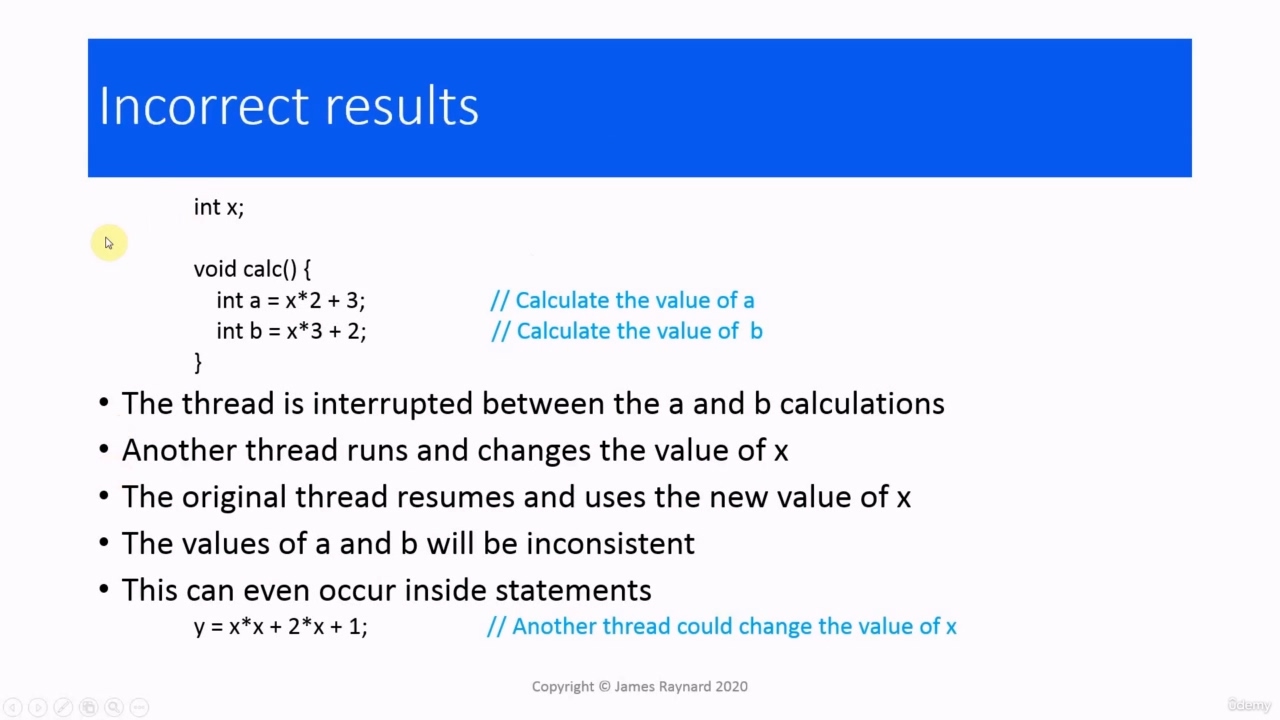 Incorrect results
int x;
void calc() {
int a = x*2 + 3; // Calculate the value of a
int b = x*3 + 2; // Calculate the value of b
}
• The thread is interrupted between the a and b calculations
• Another thread runs and changes the value of x
• The original thread resumes and uses the new value of x
• The values of a and b will be inconsistent
• This can even occur inside statements
y = x*x + 2*x + 1; // Another thread could change the value of x
Copyright © James Raynard 2020
ûdemy